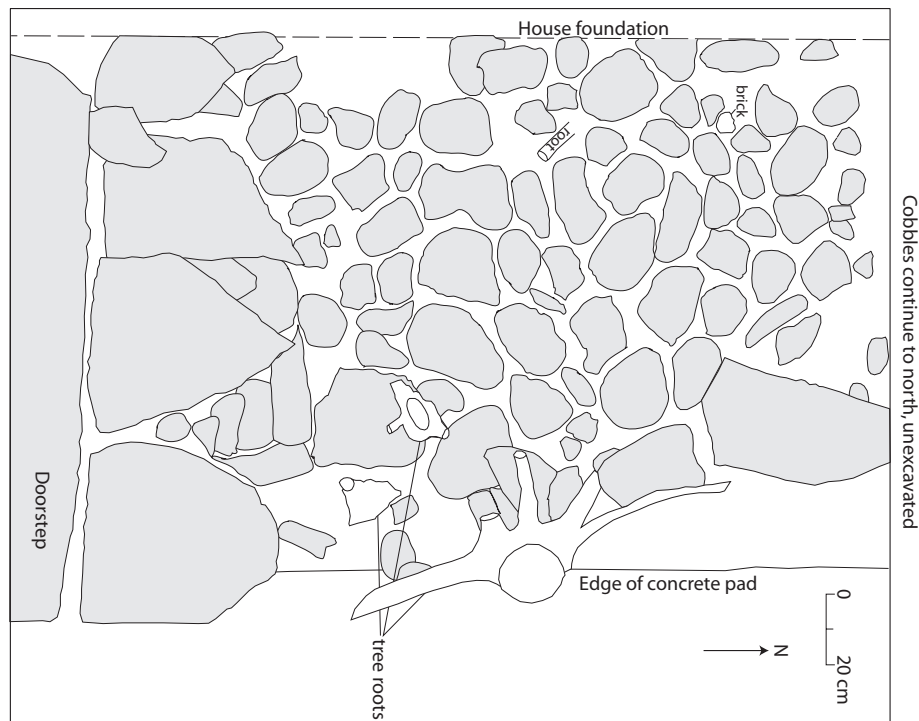 House foundation
brick
root
Cobbles continue to north, unexcavated
Doorstep
Edge of concrete pad
0
20 cm
N
tree roots